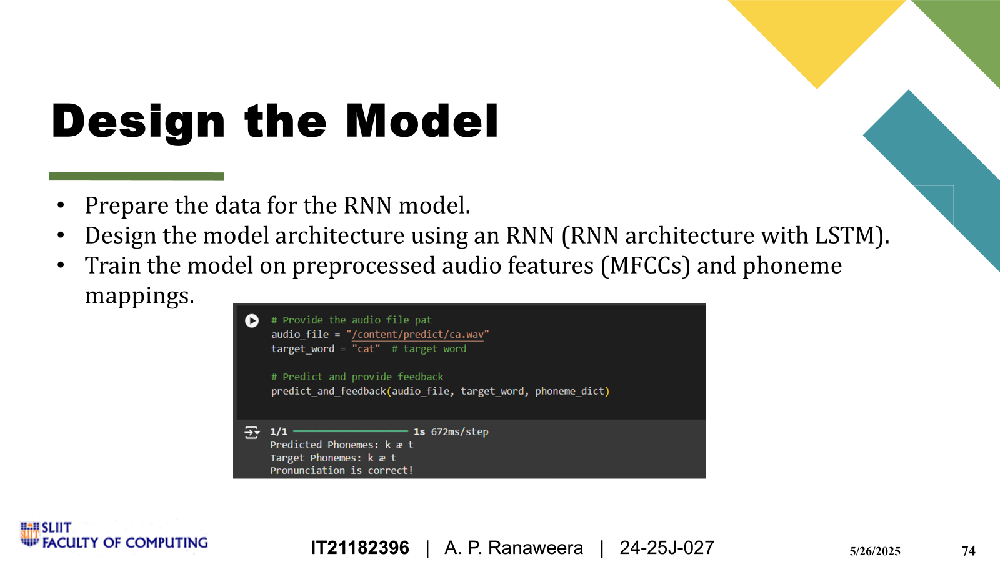 Design the Model
• Prepare the data for the RNN model.
• Design the model architecture using an RNN (RNN architecture with LSTM).
• Train the model on preprocessed audio features (MFCCs) and phoneme
mappings.
# Provide the audio file pat
audio_file = "/content/predict/ca.wav"
target_word = "cat"  # target word
# Predict and provide feedback
predict_and_feedback(audio_file, target_word, phoneme_dict)
1/1 1s 672ms/step
Predicted Phonemes: k æ t
Target Phonemes: k æ t
Pronunciation is correct!
SLIIT
FACULTY OF COMPUTING
IT21182396 | A. P. Ranaweera | 24-25J-027
5/26/2025
74